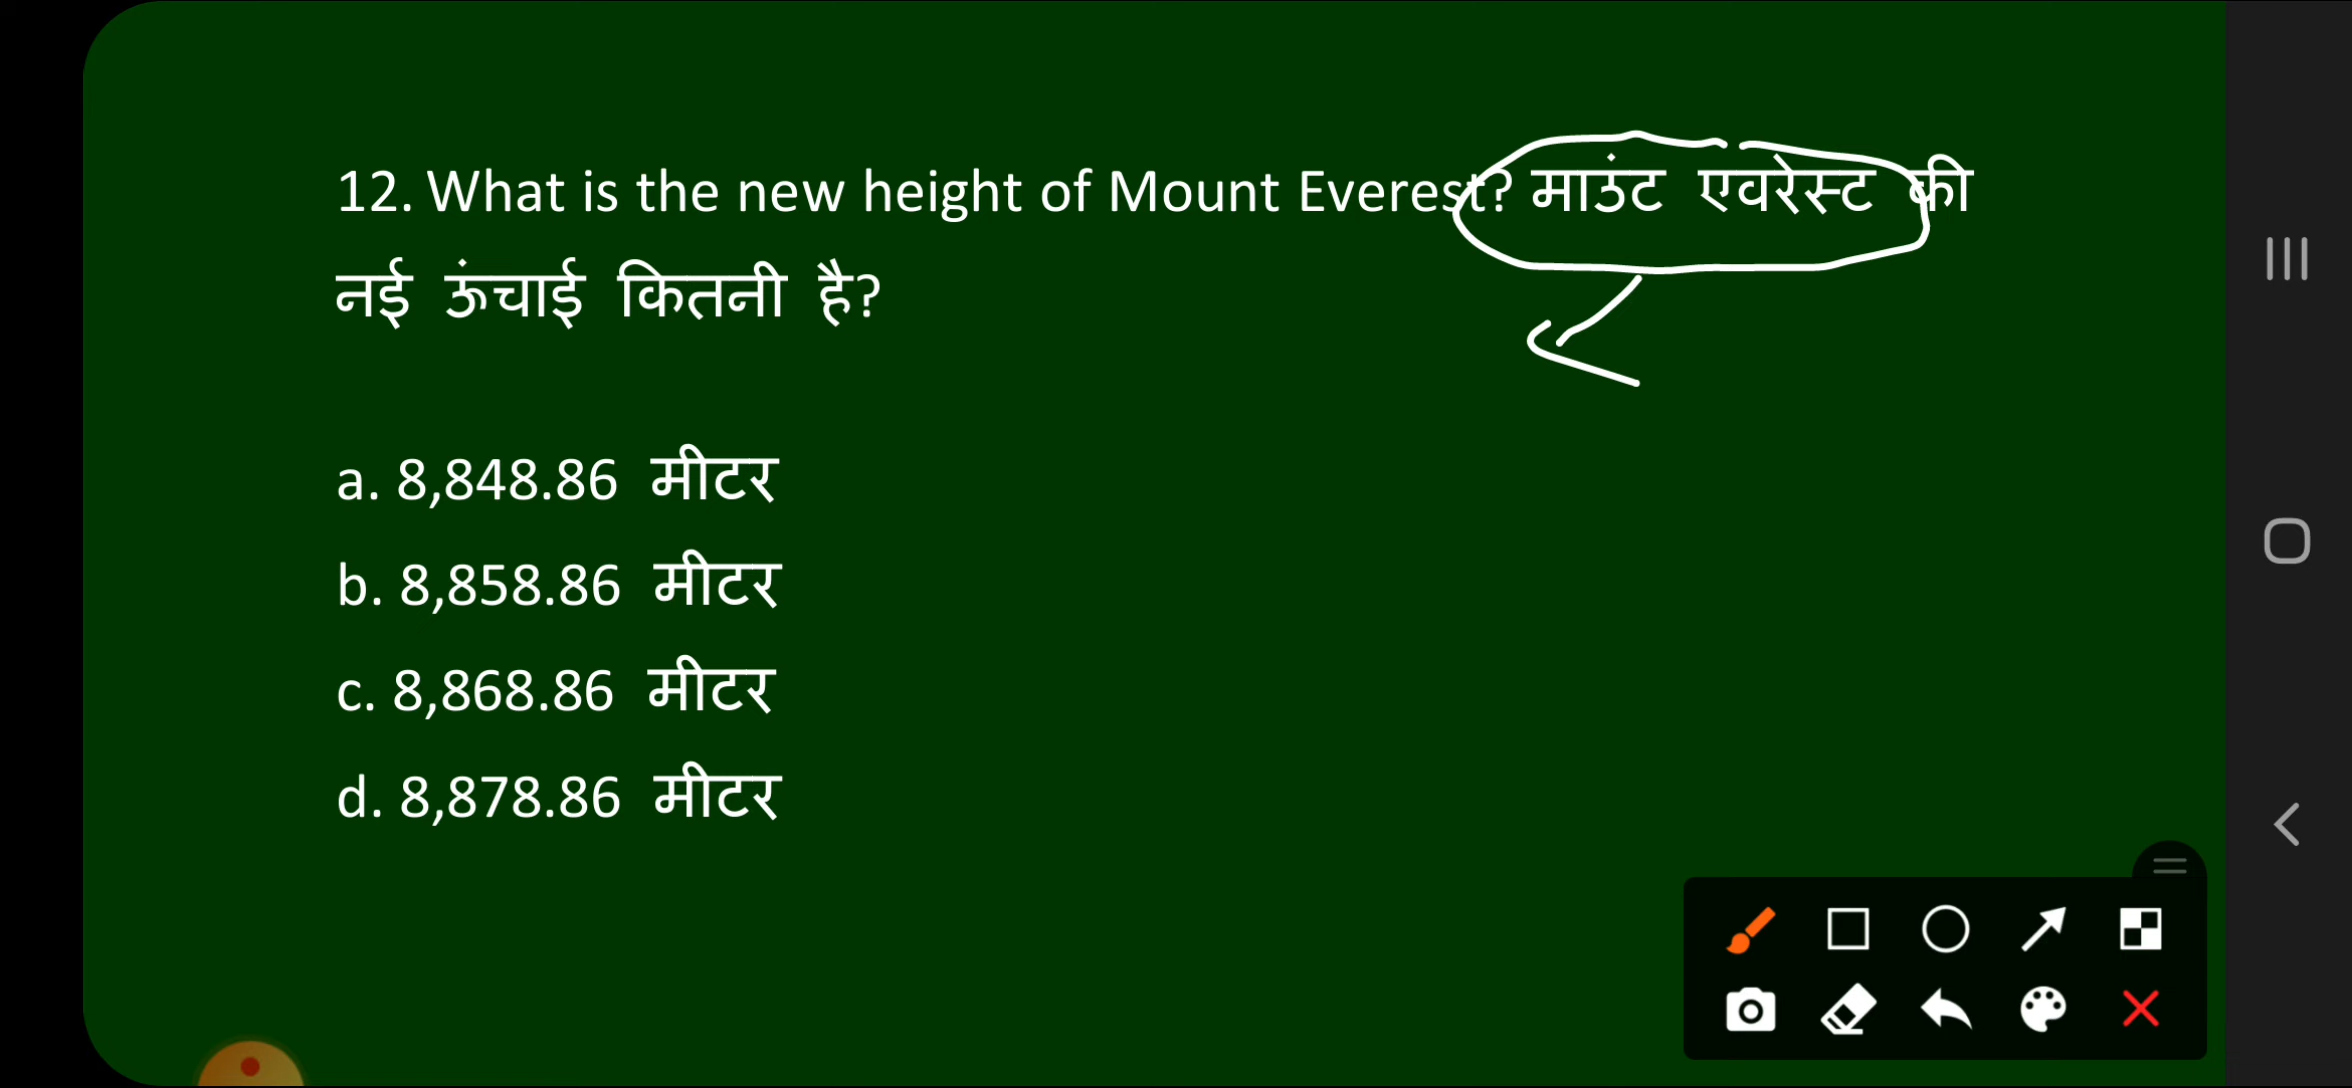 12. What is the new height of Mount Everest? माउंट एवरेस्ट की
नई ऊंचाई कितनी है?
a. 8,848.86 मीटर
b. 8,858.86 मीटर
c. 8,868.86 मीटर
d. 8,878.86 मीटर